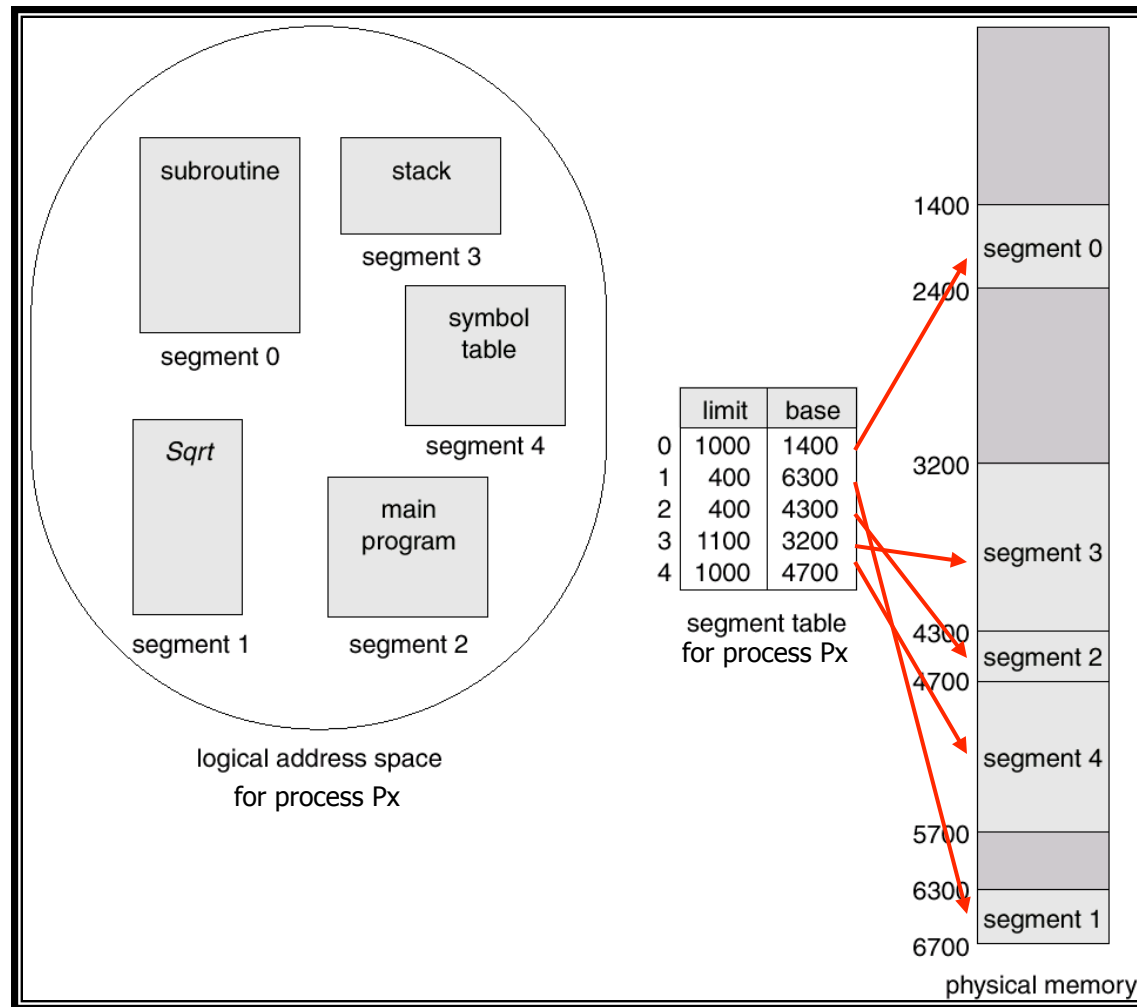 subroutine
segment 0
stack
segment 3
symbol
table
segment 4
Sqrt
segment 1
main
program
segment 2
logical address space
for process Px
limit base
0 1000 1400
1 400 6300
2 400 4300
3 1100 3200
4 1000 4700
segment table
for process Px
1400
segment 0
2400
3200
segment 3
4300
segment 2
4700
segment 4
5700
6300
segment 1
6700
physical memory